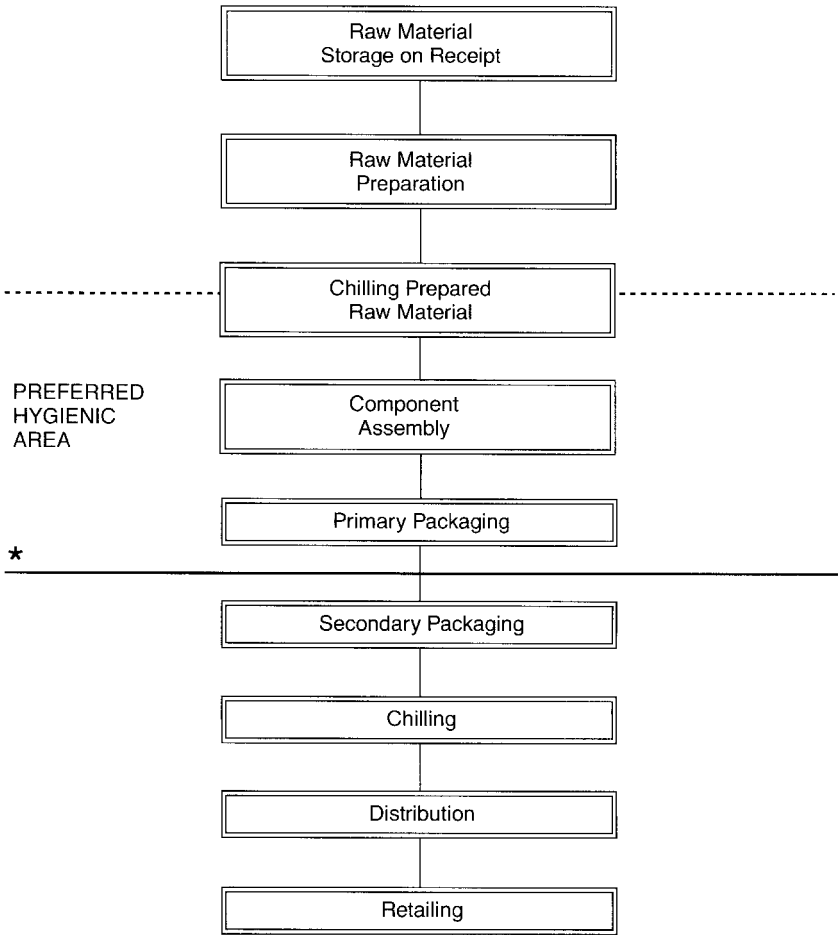 Raw Material
Storage on Receipt
Raw Material
Preparation
Chilling Prepared
Raw Material
PREFERRED
HYGIENIC
AREA
Component
Assembly
Primary Packaging
*
Secondary Packaging
Chilling
Distribution
Retailing